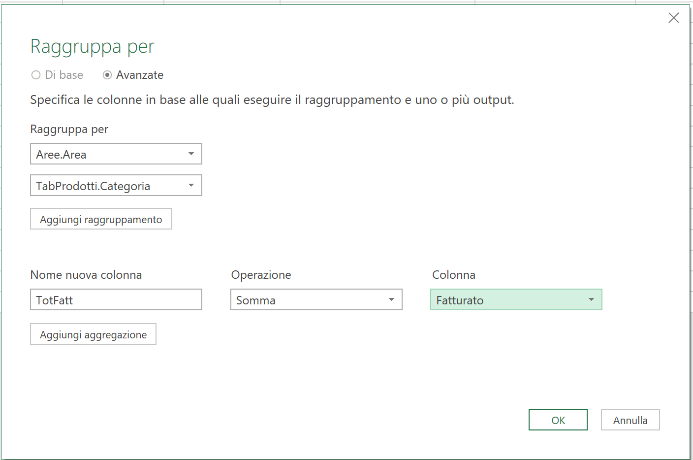 Raggruppa per
Di base Avanzate
Specifica le colonne in base alle quali eseguire il raggruppamento e uno o più output.
Raggruppa per
Aree.Area
TabProdotti.Categoria
Aggiungi raggruppamento
Nome nuova colonna Operazione Colonna
TotFatt Somma Fatturato
Aggiungi aggregazione
OK Annulla